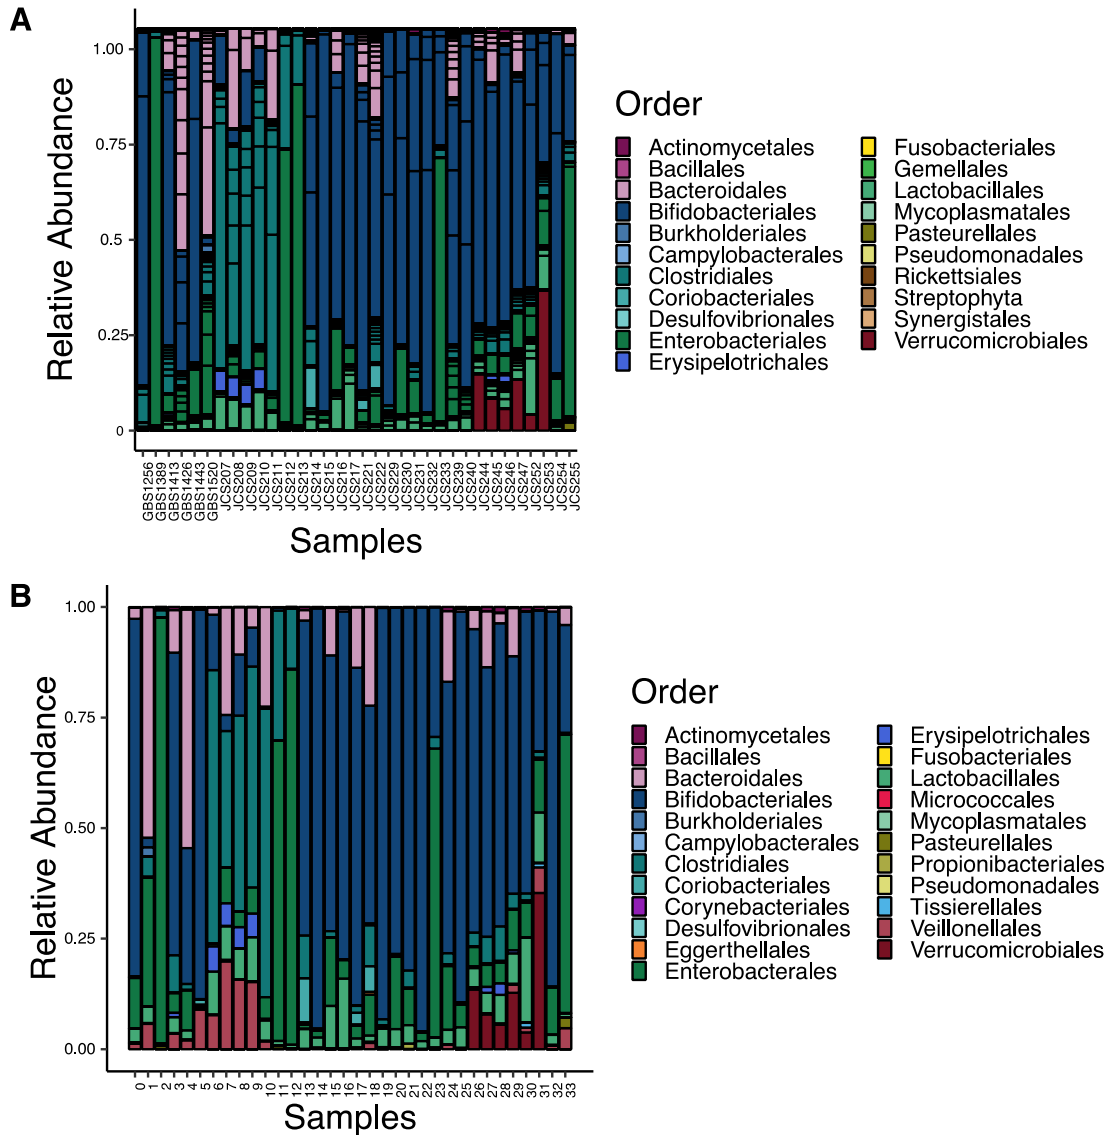 A
Relative Abundance
1.00
0.75
0.5
0.25
0
GBS1256
GBS1389
GBS1413
GBS1426
GBS1443
GBS1520
JCS207
JCS208
JCS209
JCS210
JCS211
JCS212
JCS213
JCS214
JCS215
JCS216
JCS217
JCS221
JCS222
JCS229
JCS230
JCS231
JCS232
JCS233
JCS239
JCS240
JCS244
JCS245
JCS246
JCS247
JCS252
JCS253
JCS254
JCS255
Samples
Order
Actinomycetales
Bacillales
Bacteroidales
Bifidobacteriales
Burkholderiales
Campylobacterales
Clostridiales
Coriobacteriales
Desulfovibrionales
Enterobacteriales
Erysipelotrichales
Fusobacteriales
Gemellales
Lactobacillales
Mycoplasmatales
Pasteurellales
Pseudomonadales
Rickettsiales
Streptophyta
Synergistales
Verrucomicrobiales
B
Relative Abundance
1.00
0.75
0.50
0.25
0.00
0
1
2
3
4
5
6
7
8
9
10
11
12
13
14
15
16
17
18
19
20
21
22
23
24
25
26
27
28
29
30
31
32
33
Samples
Order
Actinomycetales
Bacillales
Bacteroidales
Bifidobacteriales
Burkholderiales
Campylobacterales
Clostridiales
Coriobacteriales
Corynebacteriales
Desulfovibrionales
Eggerthellales
Enterobacterales
Erysipelotrichales
Fusobacteriales
Lactobacillales
Micrococcales
Mycoplasmatales
Pasteurellales
Propionibacteriales
Pseudomonadales
Tissierellales
Veillonellales
Verrucomicrobiales